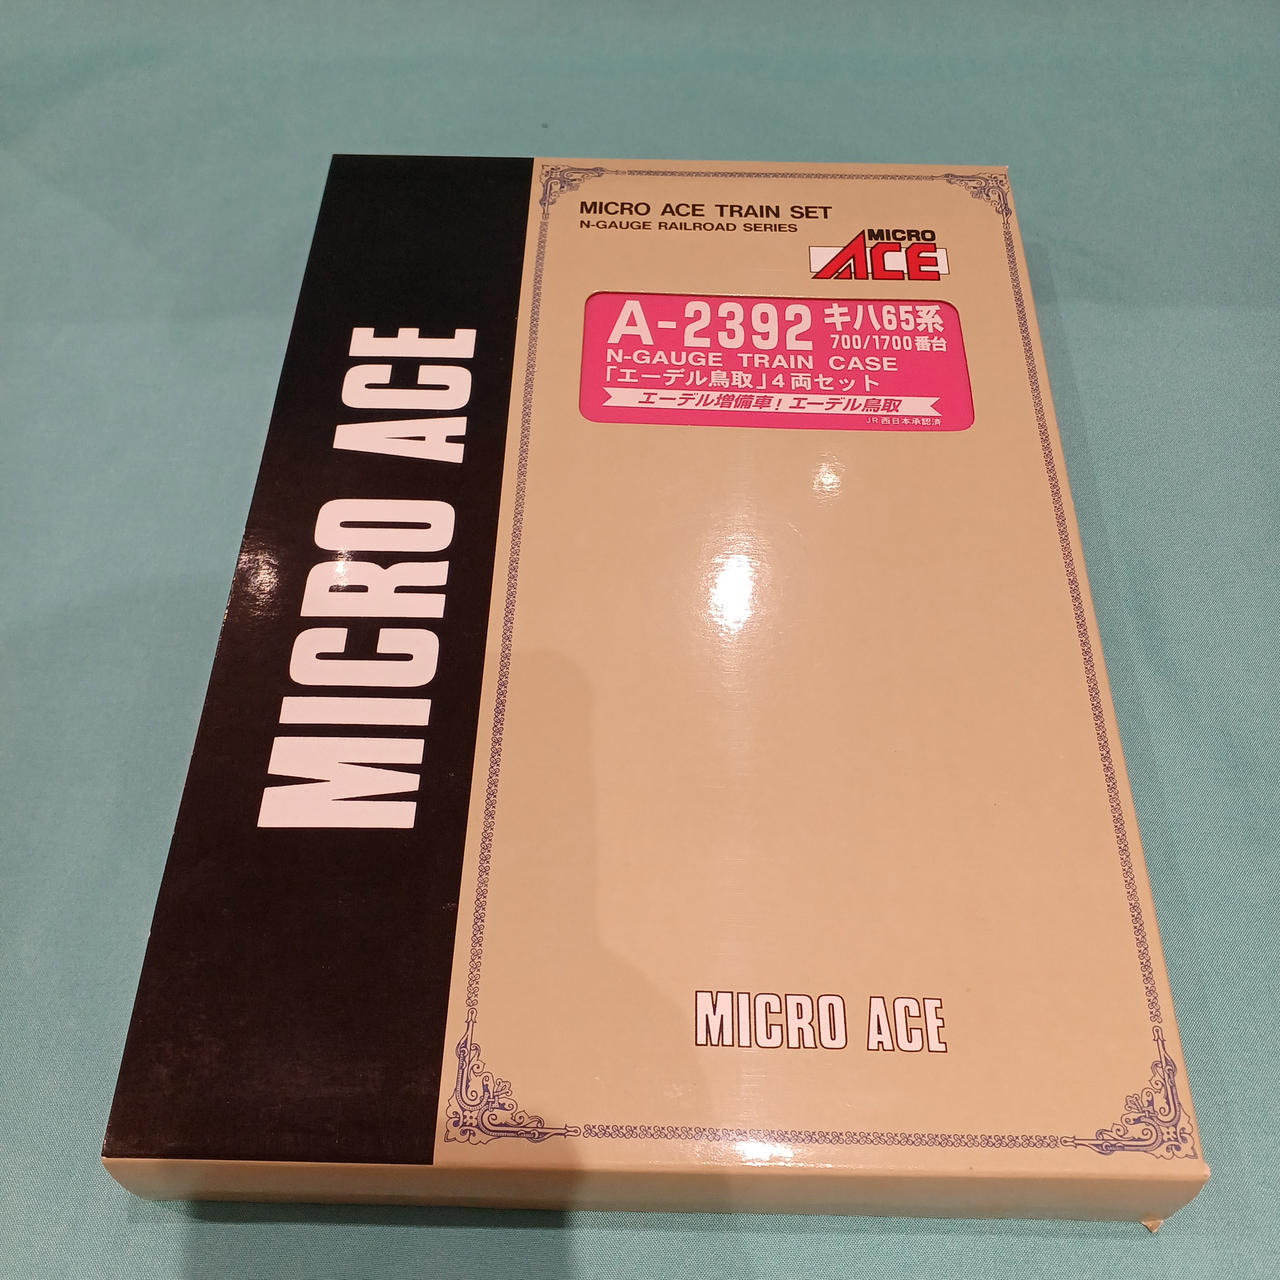 MICRO ACE
MICRO ACE TRAIN SET
N-GAUGE RAILROAD SERIES
MICRO
ACE
A-2392 キハ65系
700/1700番台
N-GAUGE TRAIN CASE
「エーデル鳥取」4両セット
エーデル増備車！エーデル鳥取
JR西日本承認済
MICRO ACE